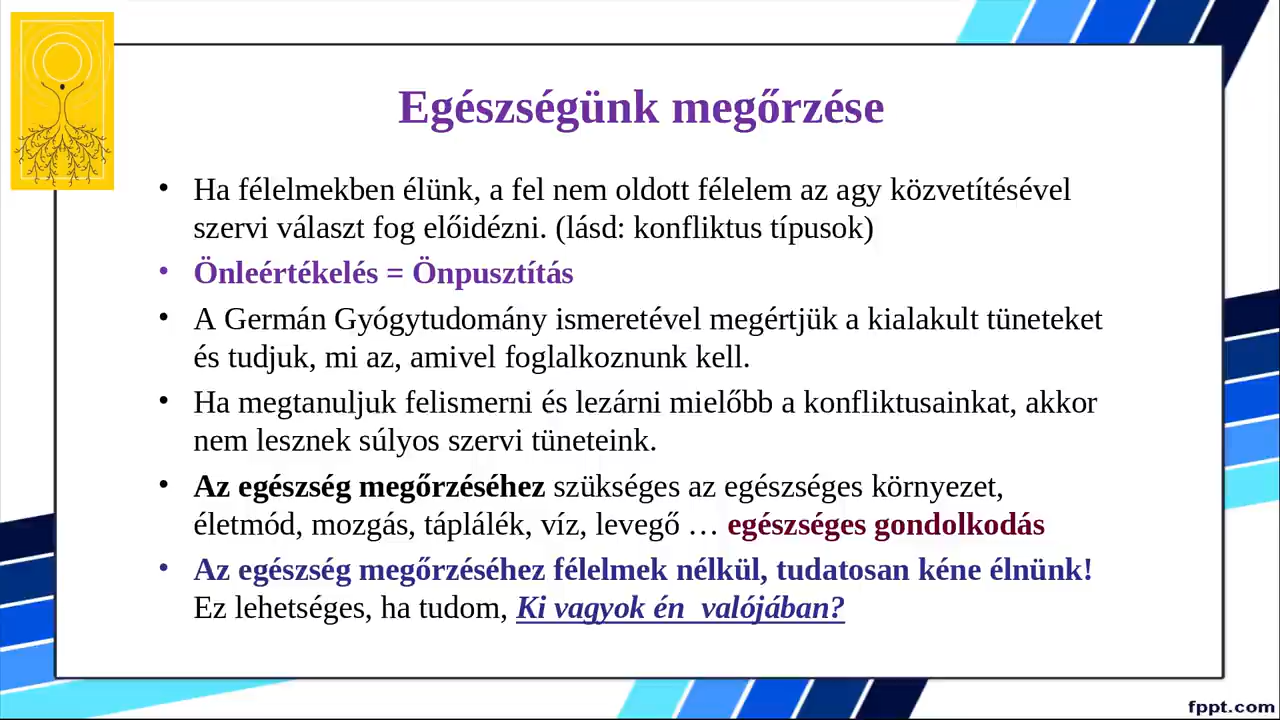 Egészségünk megőrzése
• Ha félelmekben élünk, a fel nem oldott félelem az agy közvetítésével
szervi választ fog előidézni. (lásd: konfliktus típusok)
• Önleértékelés = Önpusztítás
• A Germán Gyógytudomány ismeretével megértjük a kialakult tüneteket
és tudjuk, mi az, amivel foglalkoznunk kell.
• Ha megtanuljuk felismerni és lezárni mielőbb a konfliktusainkat, akkor
nem lesznek súlyos szervi tüneteink.
• Az egészség megőrzéséhez szükséges az egészséges környezet,
életmód, mozgás, táplálék, víz, levegő … egészséges gondolkodás
• Az egészség megőrzéséhez félelmek nélkül, tudatosan kéne élnünk!
Ez lehetséges, ha tudom, Ki vagyok én  valójában?
fppt.com